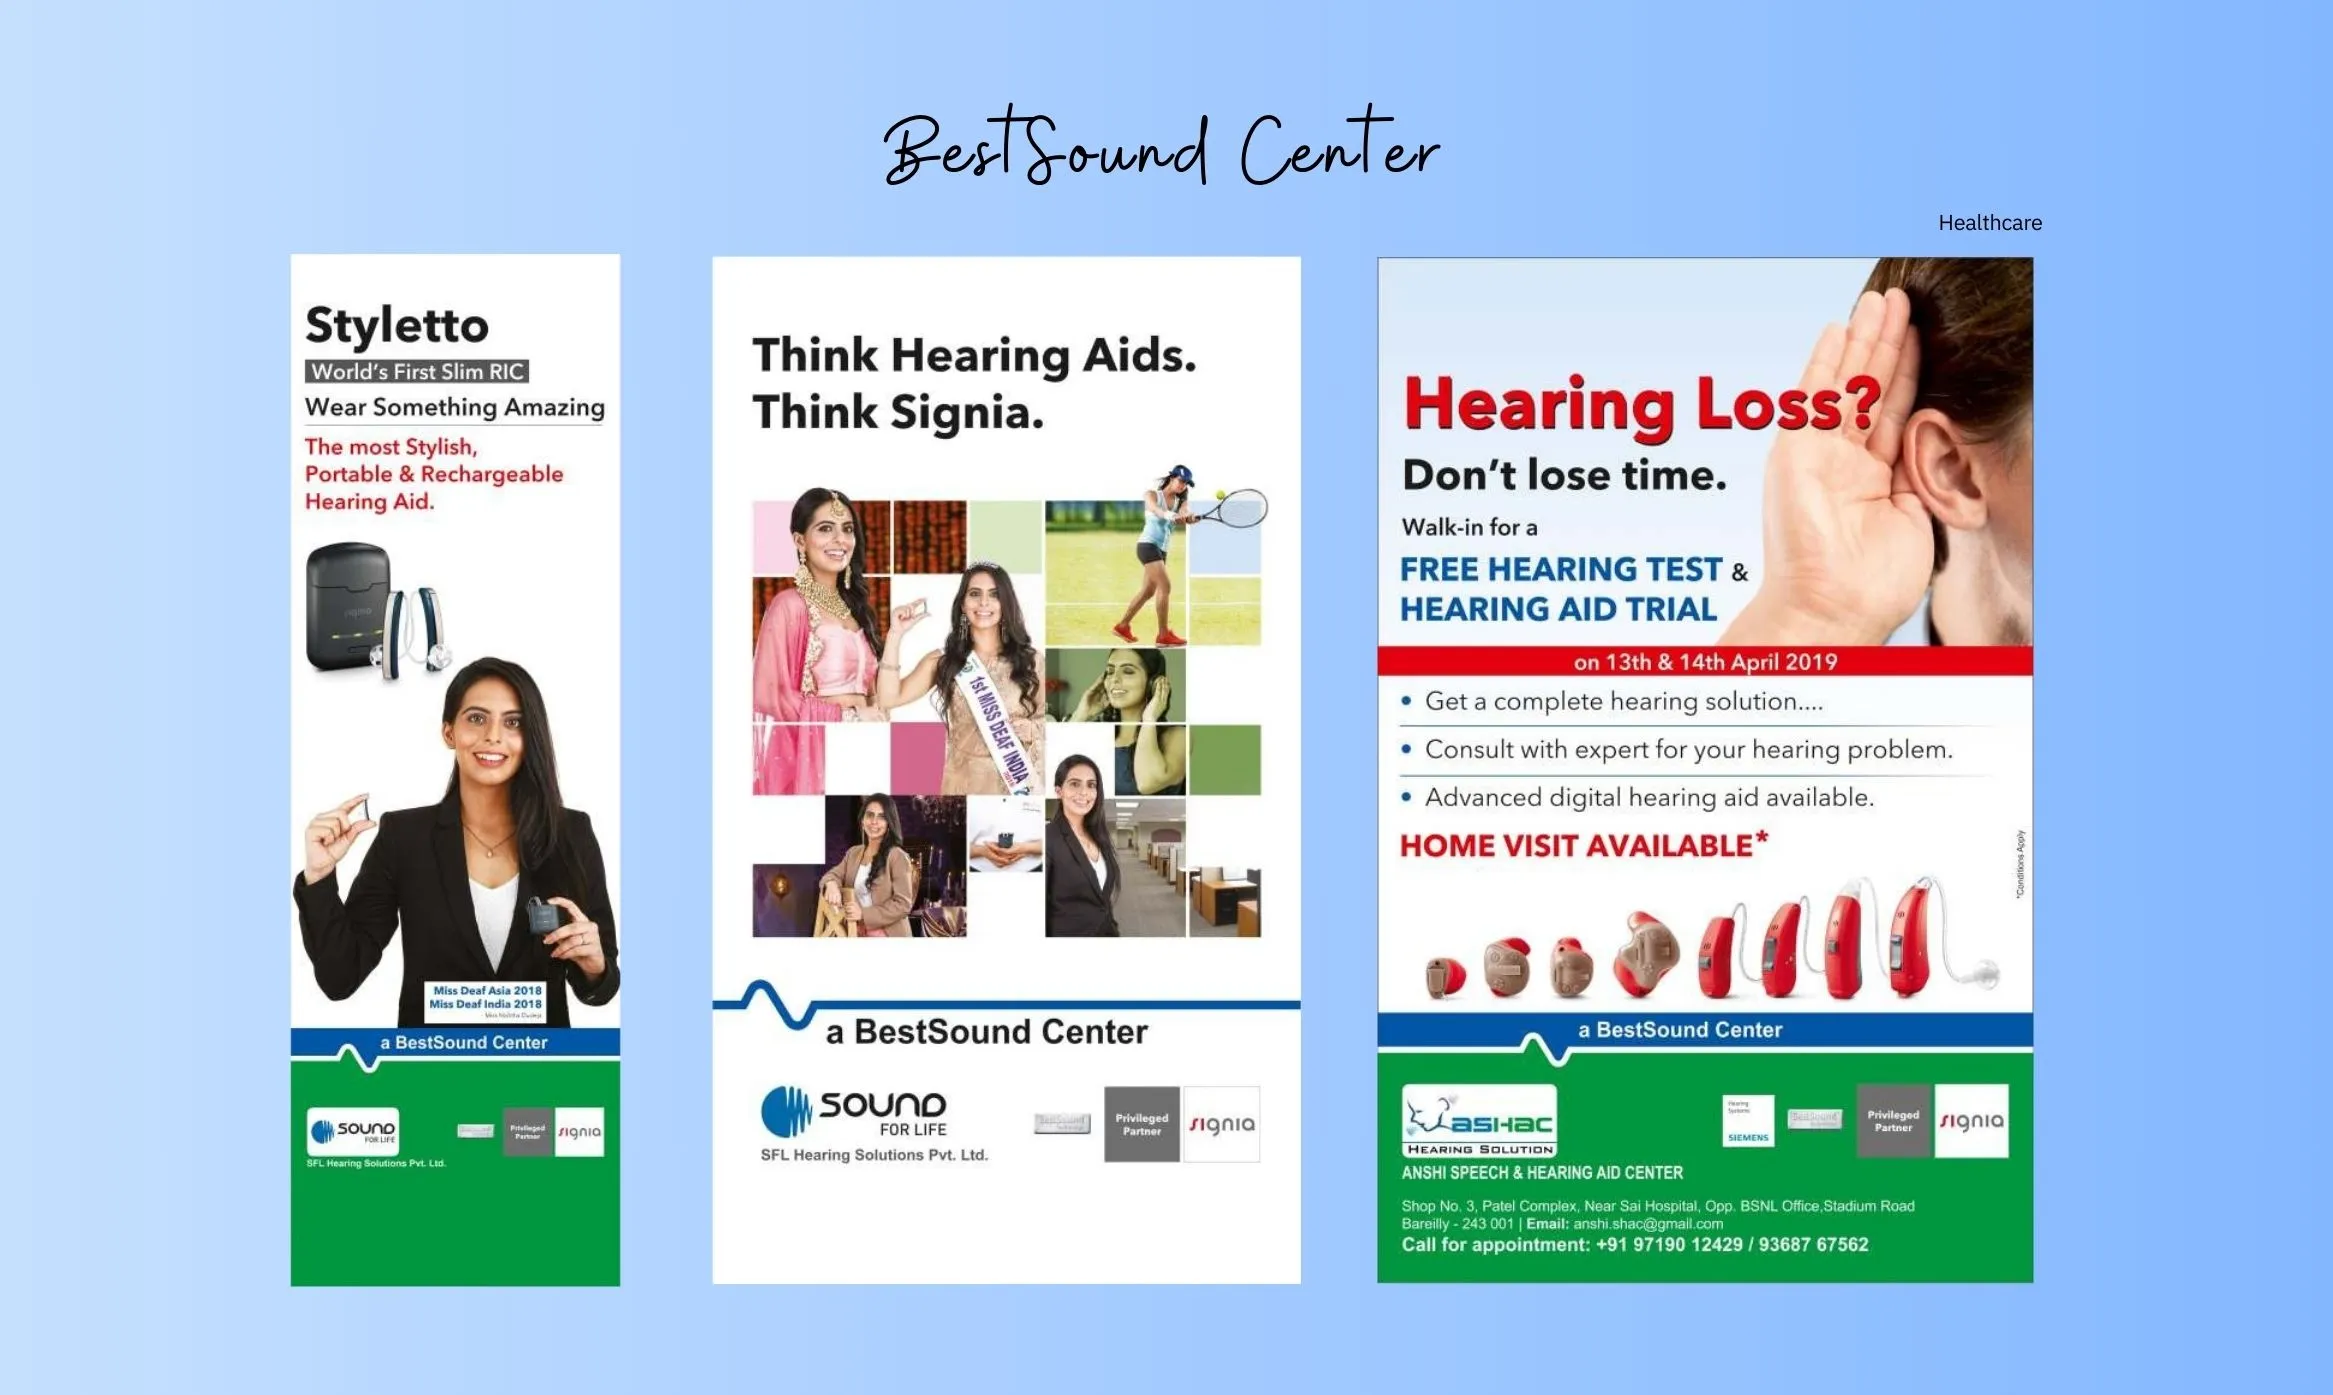 BestSound Center
Healthcare
Styletto
World's First Slim RIC
Wear Something Amazing
The most Stylish,
Portable & Rechargeable
Hearing Aid.
signia
Miss Deaf Asia 2018
Miss Deaf India 2018
a BestSound Center
SOUND
FOR LIFE
SFL Hearing Solutions Pvt. Ltd.
Privileged
Partner
signia
Think Hearing Aids.
Think Signia.
1st MISS DEAF INDIA
a BestSound Center
SOUND
FOR LIFE
SFL Hearing Solutions Pvt. Ltd.
BestSound
Privileged
Partner
signia
Hearing Loss?
Don't lose time.
Walk-in for a
FREE HEARING TEST &
HEARING AID TRIAL
on 13th & 14th April 2019
• Get a complete hearing solution....
• Consult with expert for your hearing problem.
• Advanced digital hearing aid available.
HOME VISIT AVAILABLE*
*Conditions Apply
a BestSound Center
ASHAC
HEARING SOLUTION
ANSHI SPEECH & HEARING AID CENTER
Hearing
Systems
SIEMENS
BestSound
Privileged
Partner
signia
Shop No. 3, Patel Complex, Near Sai Hospital, Opp. BSNL Office,Stadium Road
Bareilly - 243 001 | Email: anshi.shac@gmail.com
Call for appointment: +91 97190 12429 / 93687 67562